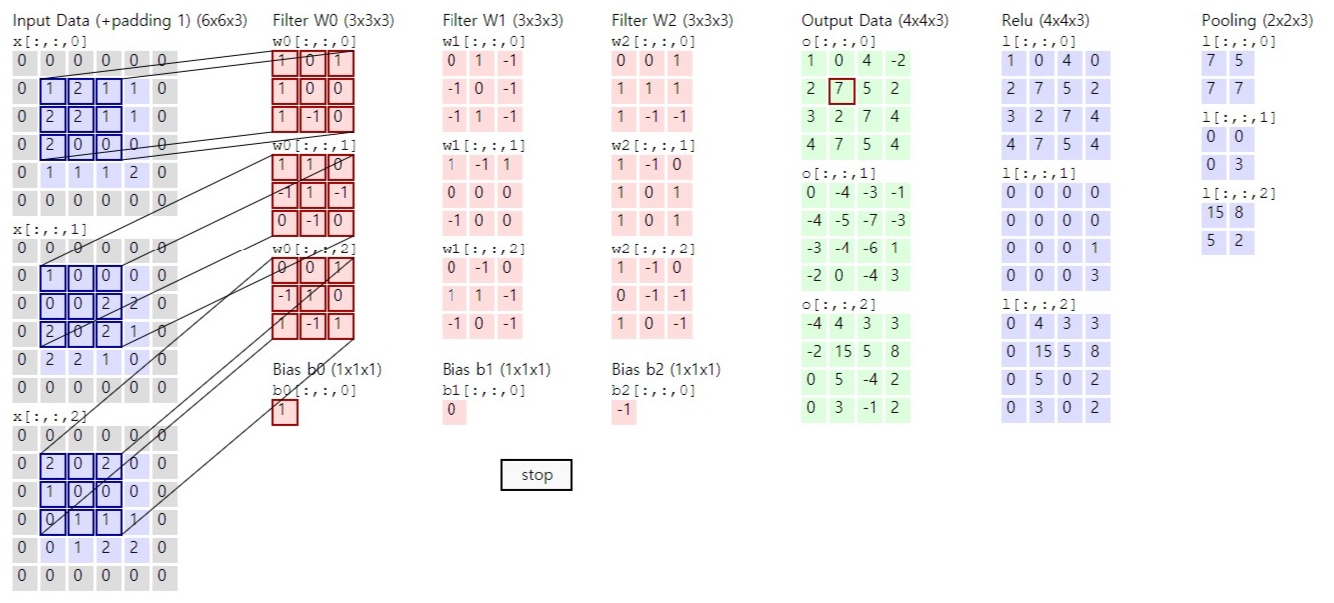 Input Data (+padding 1) (6x6x3)
x[:,:,0]
0 0 0 0 0 0
0 1 2 1 1 0
0 2 2 1 1 0
0 2 0 0 0 0
0 1 1 1 2 0
0 0 0 0 0 0
x[:,:,1]
0 0 0 0 0 0
0 1 0 0 0 0
0 0 0 2 2 0
0 2 0 2 1 0
0 2 2 1 0 0
0 0 0 0 0 0
x[:,:,2]
0 0 0 0 0 0
0 2 0 2 0 0
0 1 0 0 0 0
0 0 1 1 1 0
0 0 1 2 2 0
0 0 0 0 0 0
Filter W0 (3x3x3)
w0[:,:,0]
1 0 1
1 0 0
1 -1 0
w0[:,:,1]
1 1 0
-1 1 -1
0 -1 0
w0[:,:,2]
0 0 1
-1 1 0
1 -1 1
Bias b0 (1x1x1)
b0[:,:,0]
1
Filter W1 (3x3x3)
w1[:,:,0]
0 1 -1
-1 0 -1
-1 1 -1
w1[:,:,1]
1 -1 1
0 0 0
-1 0 0
w1[:,:,2]
0 -1 0
1 1 -1
-1 0 -1
Bias b1 (1x1x1)
b1[:,:,0]
0
Filter W2 (3x3x3)
w2[:,:,0]
0 0 1
1 1 1
1 -1 -1
w2[:,:,1]
1 -1 0
1 0 1
1 0 1
w2[:,:,2]
1 -1 0
0 -1 -1
1 0 -1
Bias b2 (1x1x1)
b2[:,:,0]
-1
stop
Output Data (4x4x3)
o[:,:,0]
1 0 4 -2
2 7 5 2
3 2 7 4
4 7 5 4
o[:,:,1]
0 -4 -3 -1
-4 -5 -7 -3
-3 -4 -6 1
-2 0 -4 3
o[:,:,2]
-4 4 3 3
-2 15 5 8
0 5 -4 2
0 3 -1 2
Relu (4x4x3)
l[:,:,0]
1 0 4 0
2 7 5 2
3 2 7 4
4 7 5 4
l[:,:,1]
0 0 0 0
0 0 0 0
0 0 0 1
0 0 0 3
l[:,:,2]
0 4 3 3
0 15 5 8
0 5 0 2
0 3 0 2
Pooling (2x2x3)
l[:,:,0]
7 5
7 7
l[:,:,1]
0 0
0 3
l[:,:,2]
15 8
5 2